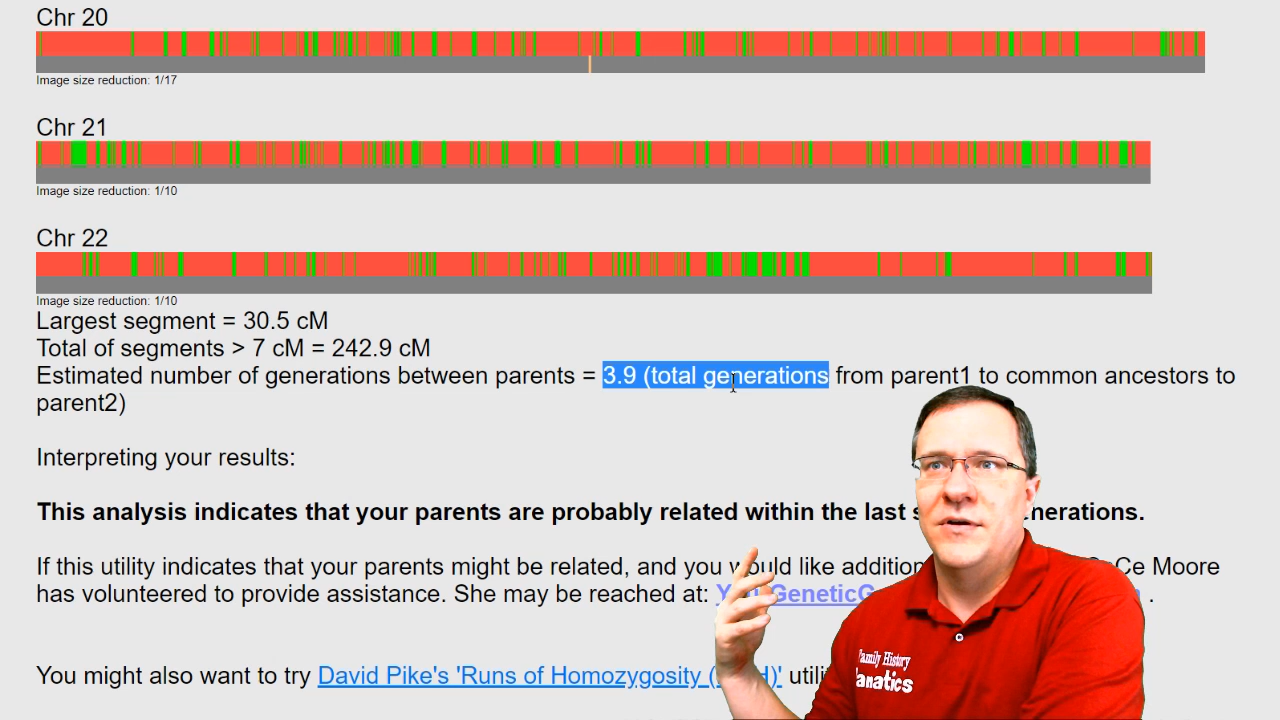 Chr 20
Image size reduction: 1/17
Chr 21
Image size reduction: 1/10
Chr 22
Image size reduction: 1/10
Largest segment = 30.5 cM
Total of segments > 7 cM = 242.9 cM
Estimated number of generations between parents = 3.9 (total generations from parent1 to common ancestors to
parent2)
Interpreting your results:
This analysis indicates that your parents are probably related within the last
If this utility indicates that your parents might be related, and you would like Ce Moore
has volunteered to provide assistance. She may be reached at: .
You might also want to try David Pike's 'Runs of Homozygosity
Family History
Fanatics